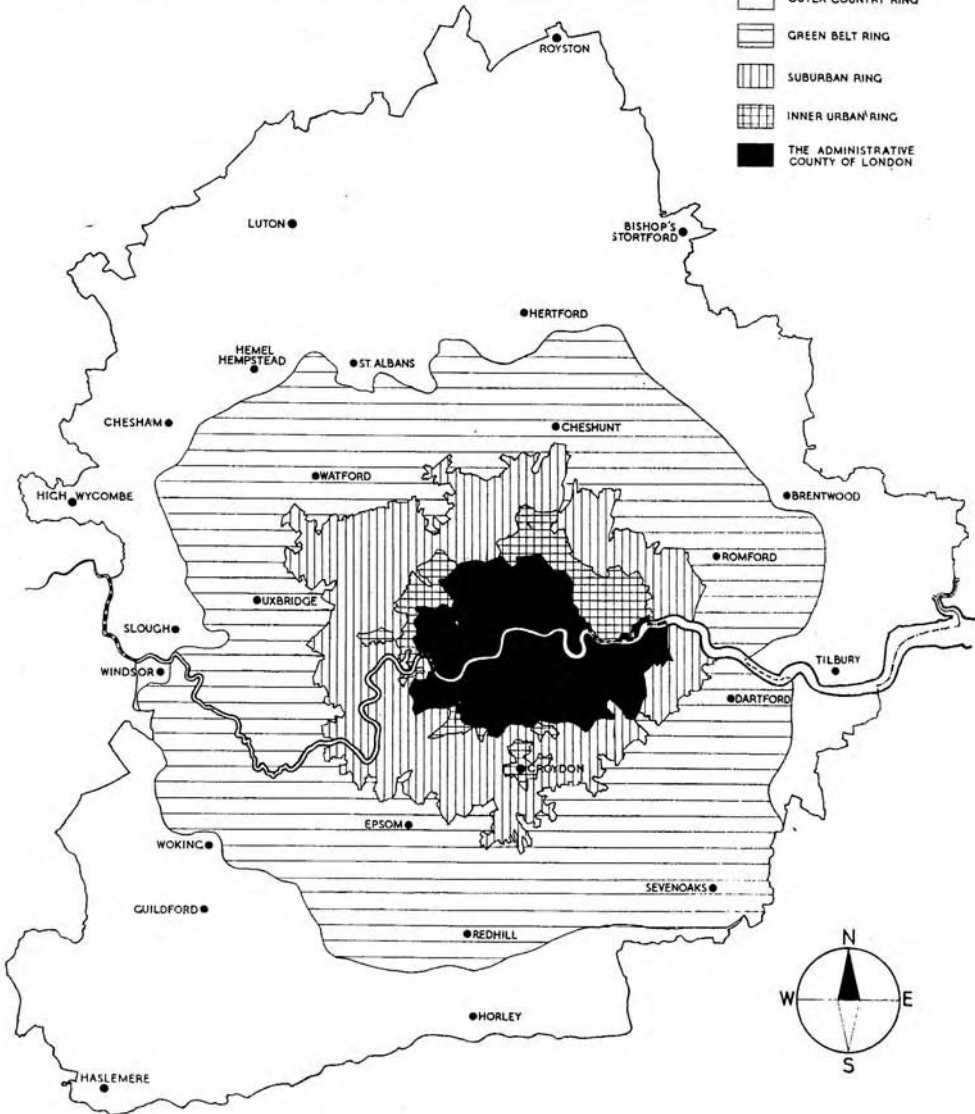 OUTER COUNTRY RING
GREEN BELT RING
SUBURBAN RING
INNER URBAN RING
THE ADMINISTRATIVE
COUNTY OF LONDON
ROYSTON
LUTON
BISHOP'S
STORTFORD
HERTFORD
HEMEL
HEMPSTEAD
ST. ALBANS
CHESHAM
CHESHUNT
WATFORD
HIGH WYCOMBE
BRENTWOOD
ROMFORD
UXBRIDGE
SLOUGH
WINDSOR
TILBURY
DARTFORD
CROYDON
EPSOM
WOKING
SEVENOAKS
GUILDFORD
REDHILL
HORLEY
HASLEMERE
N
W E
S